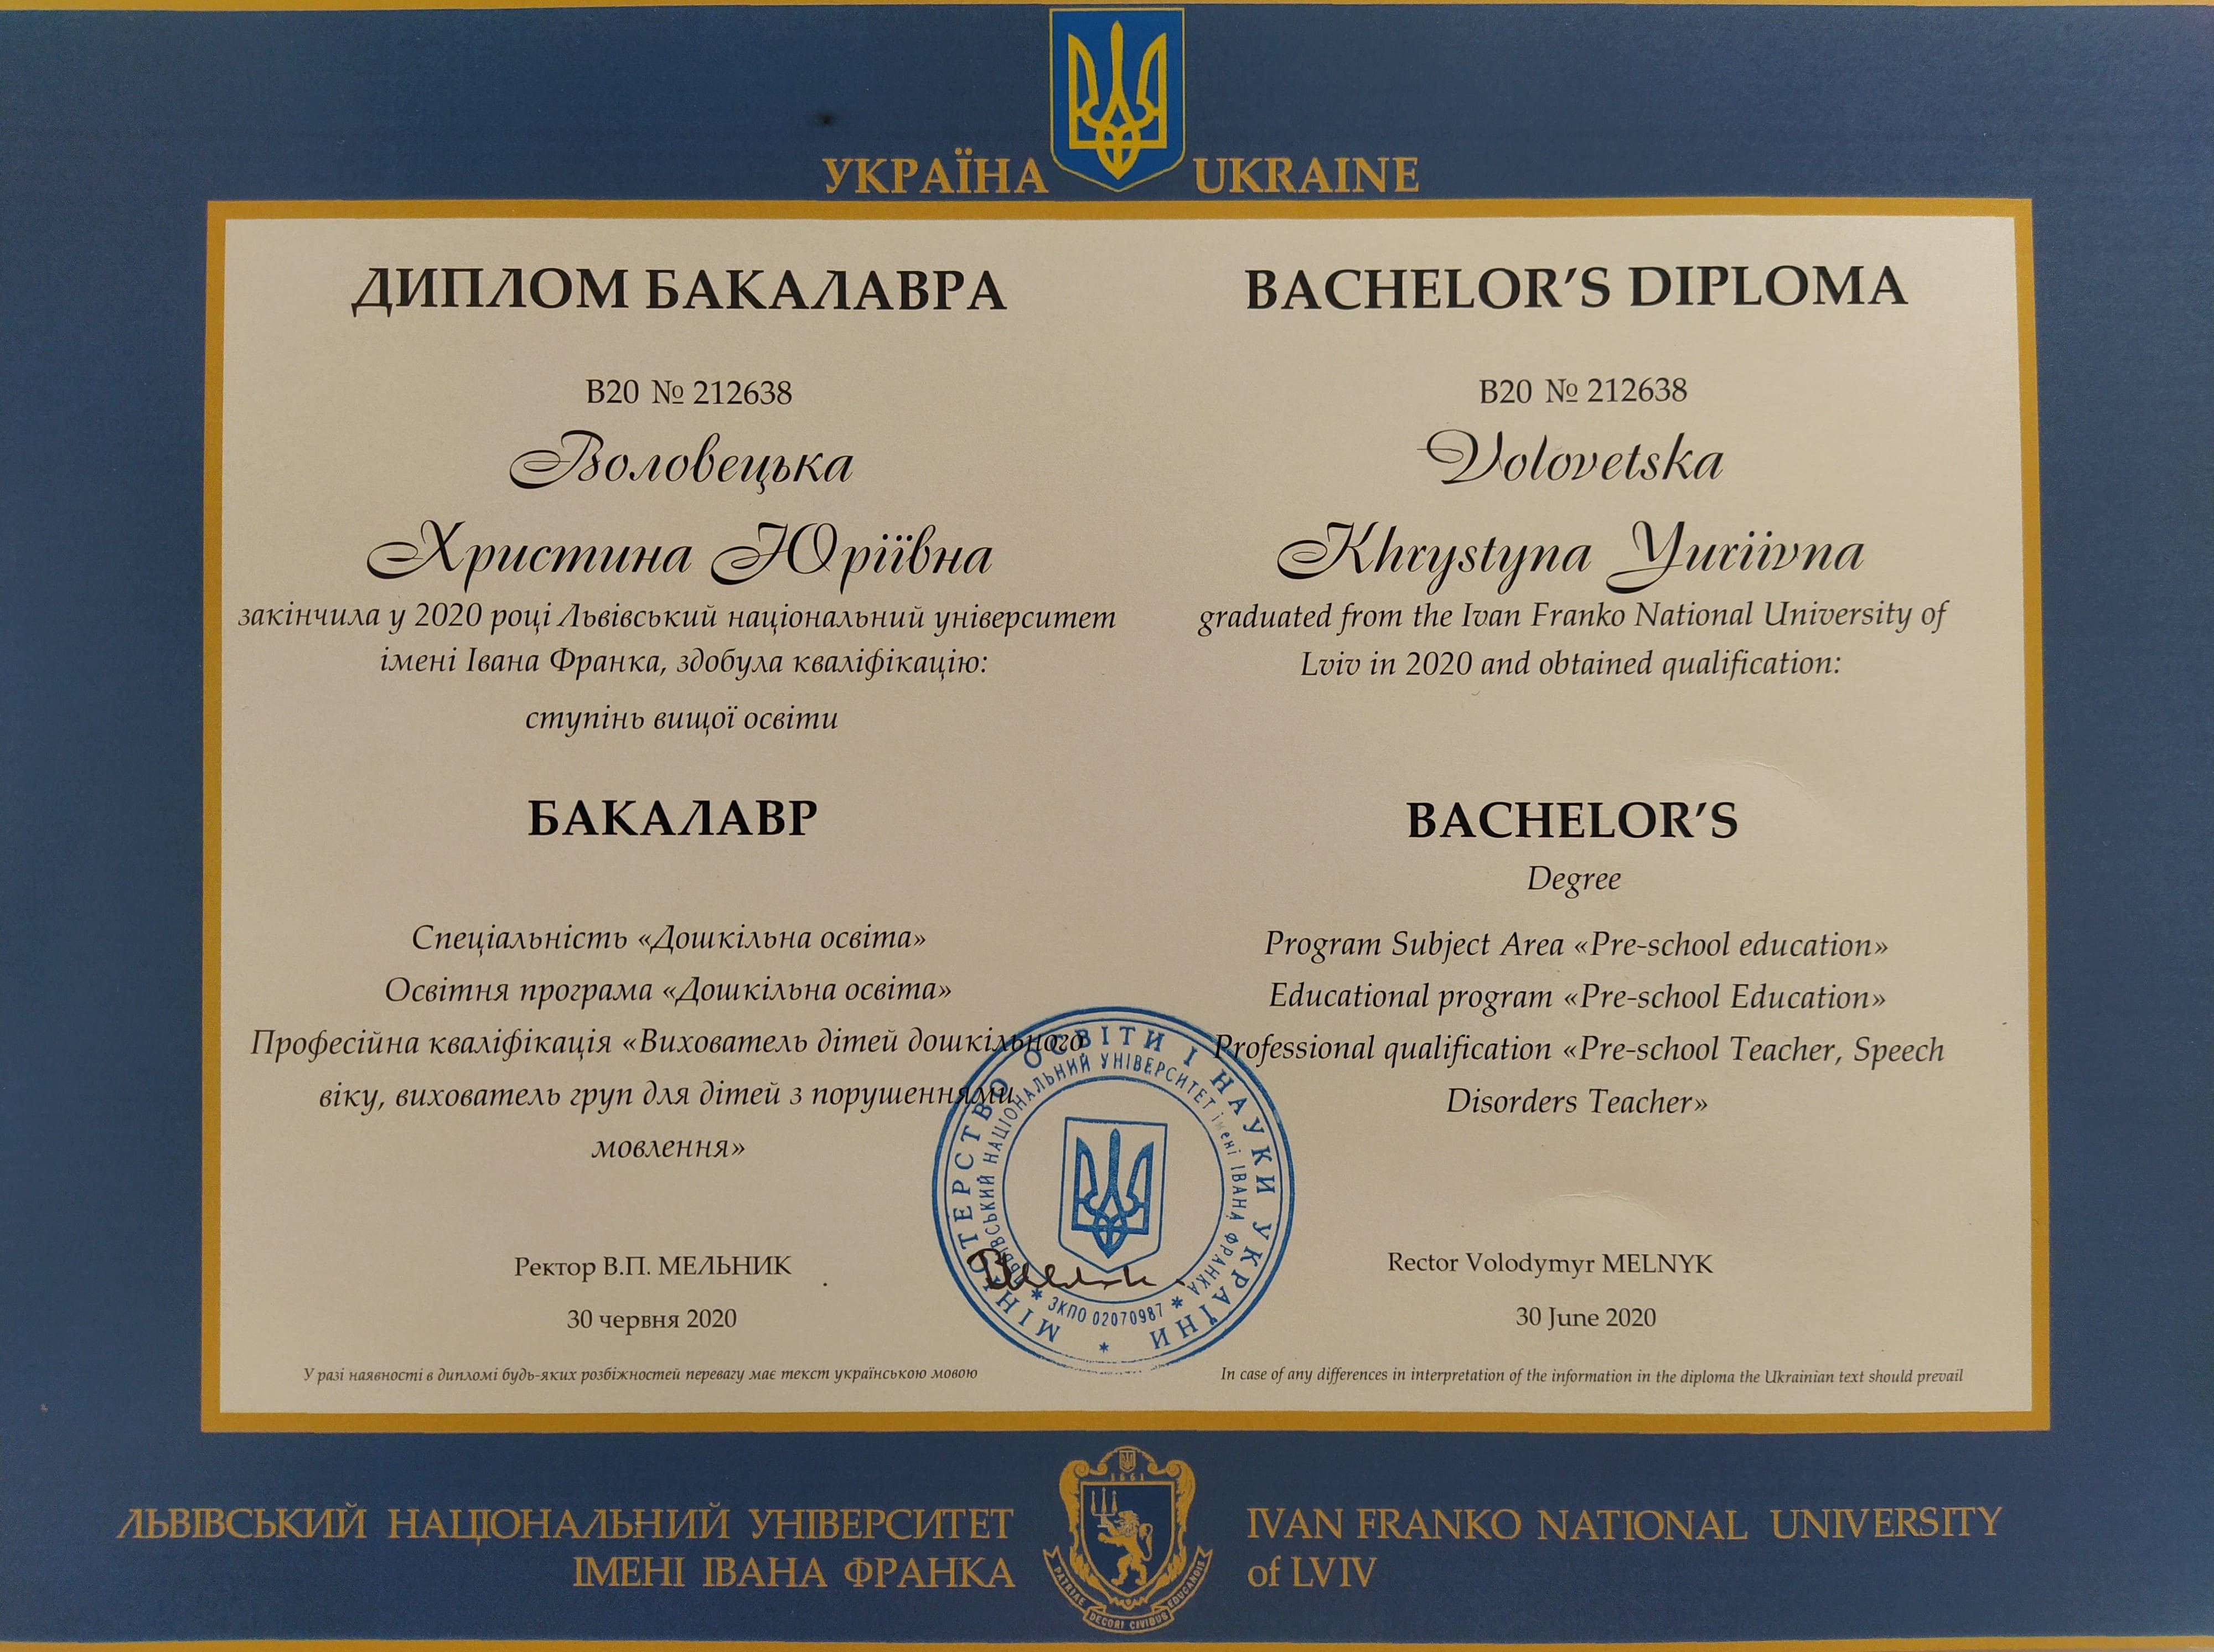 УКРАЇНА UKRAINE
ДИПЛОМ БАКАЛАВРА
В20 № 212638
Воловецька
Христина Юріївна
закінчила у 2020 році Львівський національний університет
імені Івана Франка, здобула кваліфікацію:
ступінь вищої освіти
БАКАЛАВР
Спеціальність «Дошкільна освіта»
Освітня програма «Дошкільна освіта»
Професійна кваліфікація «Вихователь дітей дошкільного
віку, вихователь груп для дітей з порушеннями
мовлення»
Ректор В.П. МЕЛЬНИК
30 червня 2020
У разі наявності в дипломі будь-яких розбіжностей перевагу має текст українською мовою
BACHELOR'S DIPLOMA
B20 № 212638
Volovetska
Khrystyna Yuriivna
graduated from the Ivan Franko National University of
Lviv in 2020 and obtained qualification:
BACHELOR'S
Degree
Program Subject Area «Pre-school education»
Educational program «Pre-school Education»
Professional qualification «Pre-school Teacher, Speech
Disorders Teacher»
Rector Volodymyr MELNYK
30 June 2020
In case of any differences in interpretation of the information in the diploma the Ukrainian text should prevail
МІНІСТЕРСТВО ОСВІТИ І НАУКИ УКРАЇНИ
ЛЬВІВСЬКИЙ НАЦІОНАЛЬНИЙ УНІВЕРСИТЕТ імені ІВАНА ФРАНКА
* ЗКПО 02070987 *
ЛЬВІВСЬКИЙ НАЦІОНАЛЬНИЙ УНІВЕРСИТЕТ
ІМЕНІ ІВАНА ФРАНКА
1661
PATRIAE DECORI CIVIBUS EDUCANDIS
IVAN FRANKO NATIONAL UNIVERSITY
of LVIV